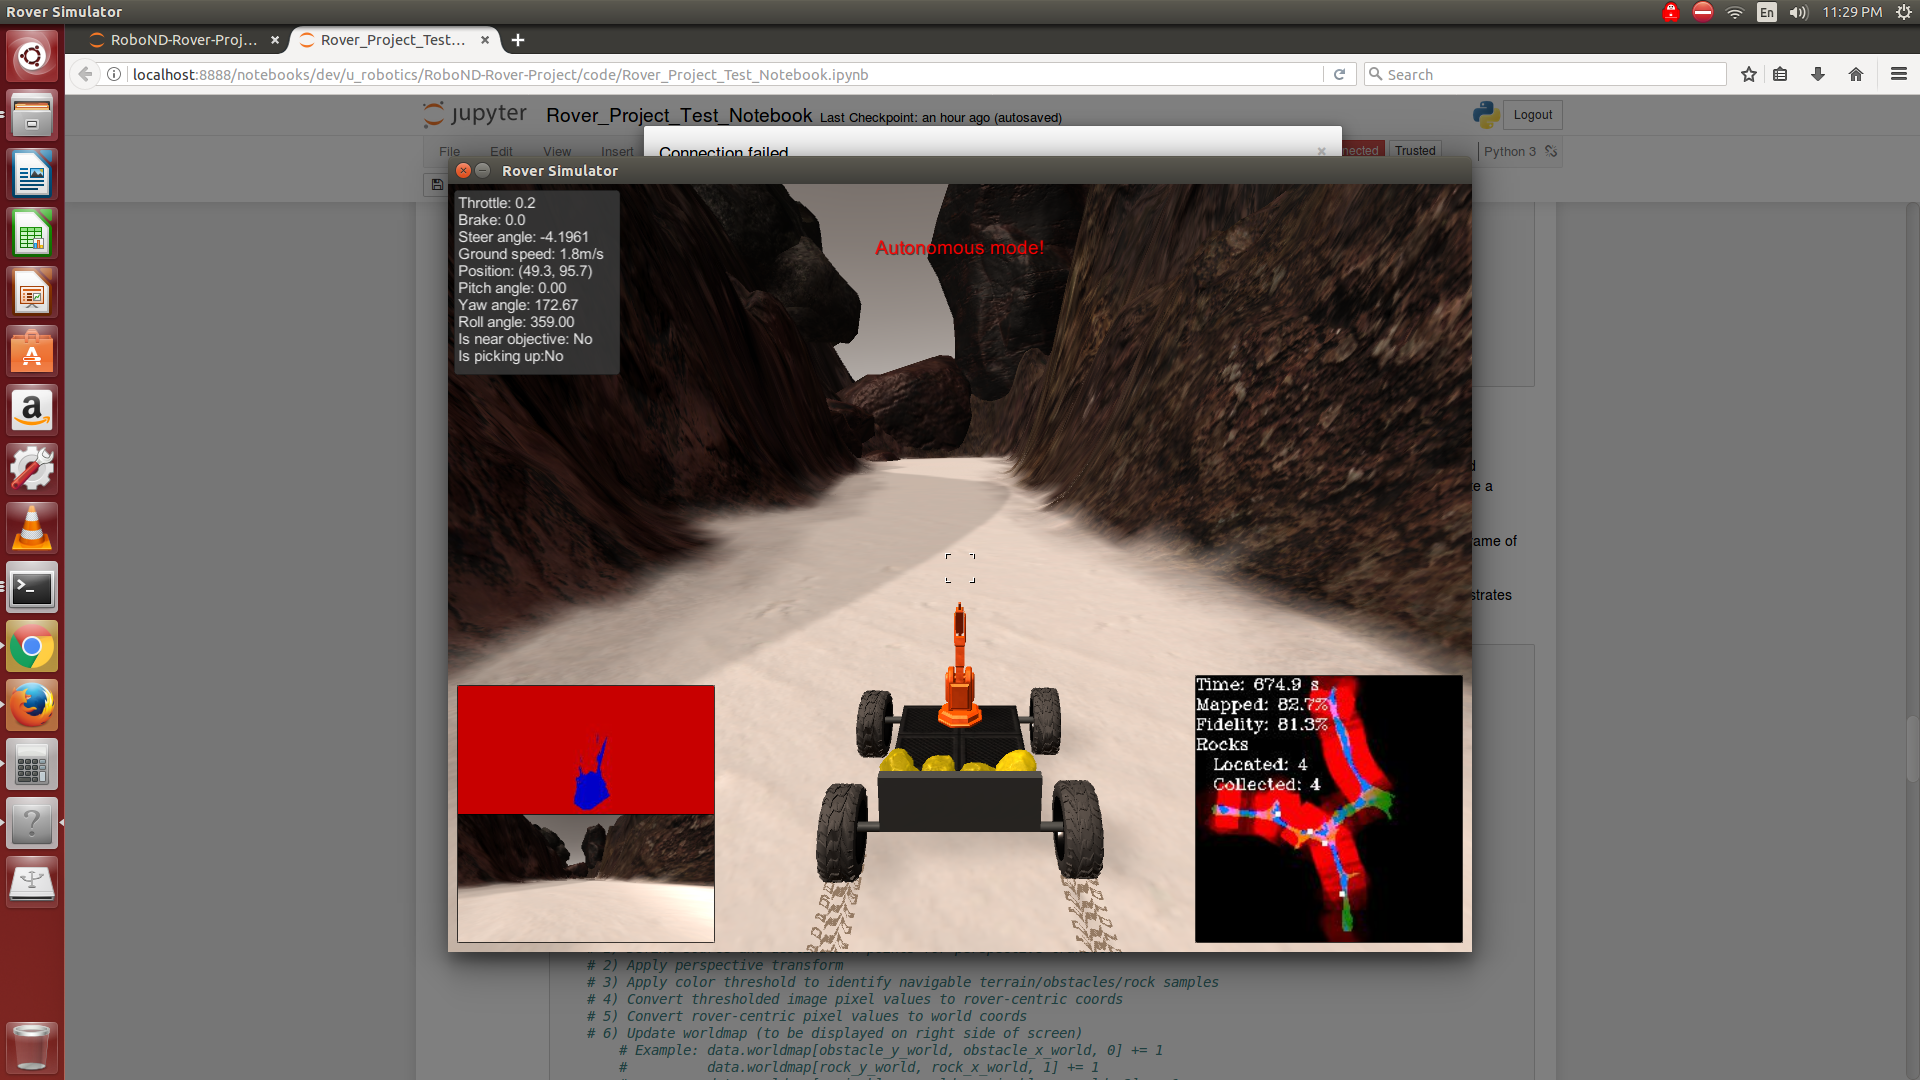 Rover Simulator
En
11:29 PM
RoboND-Rover-Proj...
Rover_Project_Test...
localhost:8888/notebooks/dev/u_robotics/RoboND-Rover-Project/code/Rover_Project_Test_Notebook.ipynb
Search
jupyter
Rover_Project_Test_Notebook
Last Checkpoint: an hour ago (autosaved)
Logout
Connection failed
File
Edit
View
Insert
nected
Trusted
Python 3
Rover Simulator
Throttle: 0.2
Brake: 0.0
Steer angle: -4.1961
Ground speed: 1.8m/s
Position: (49.3, 95.7)
Pitch angle: 0.00
Yaw angle: 172.67
Roll angle: 359.00
Is near objective: No
Is picking up:No
Autonomous mode!
d
e a
ame of
strates
Time: 674.9 s
Mapped: 82.7%
Fidelity: 81.3%
Rocks
Located: 4
Collected: 4
# 2) Apply perspective transform
# 3) Apply color threshold to identify navigable terrain/obstacles/rock samples
# 4) Convert thresholded image pixel values to rover-centric coords
# 5) Convert rover-centric pixel values to world coords
# 6) Update worldmap (to be displayed on right side of screen)
# Example: data.worldmap[obstacle_y_world, obstacle_x_world, 0] += 1
# data.worldmap[rock_y_world, rock_x_world, 1] += 1